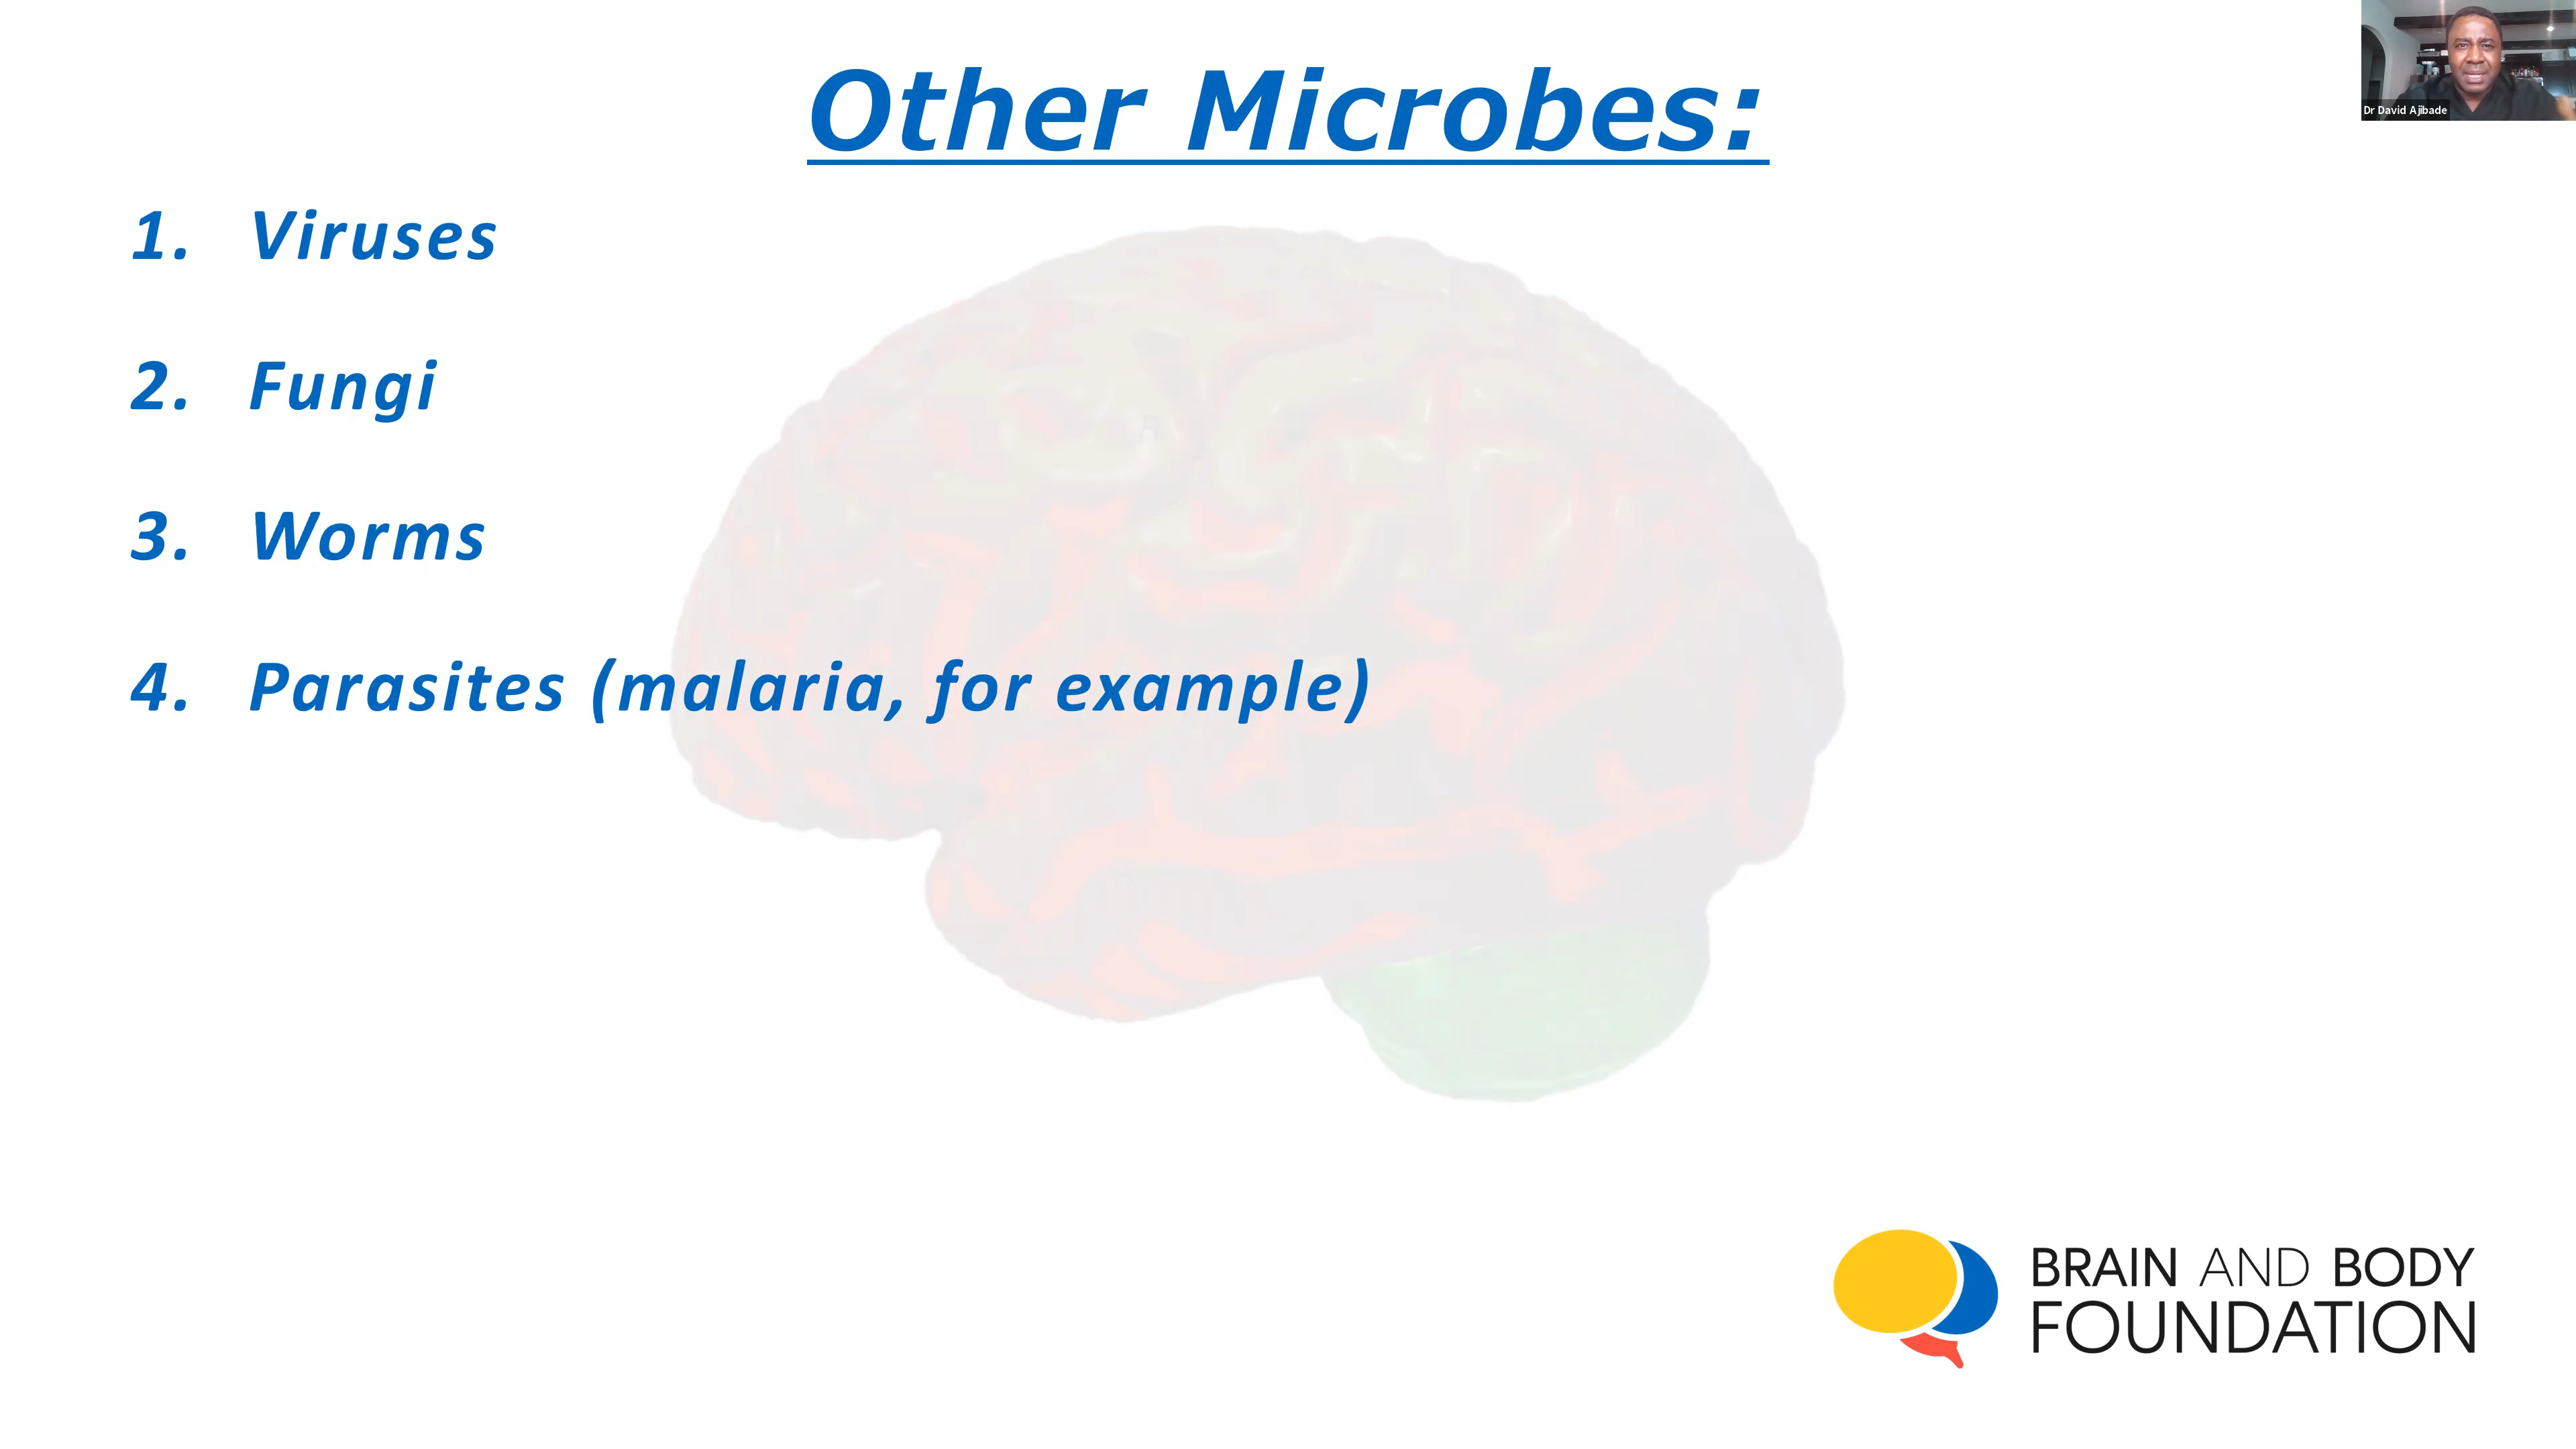 Other Microbes:
Dr David Ajibade
1. Viruses
2. Fungi
3. Worms
4. Parasites (malaria, for example)
BRAIN AND BODY
FOUNDATION